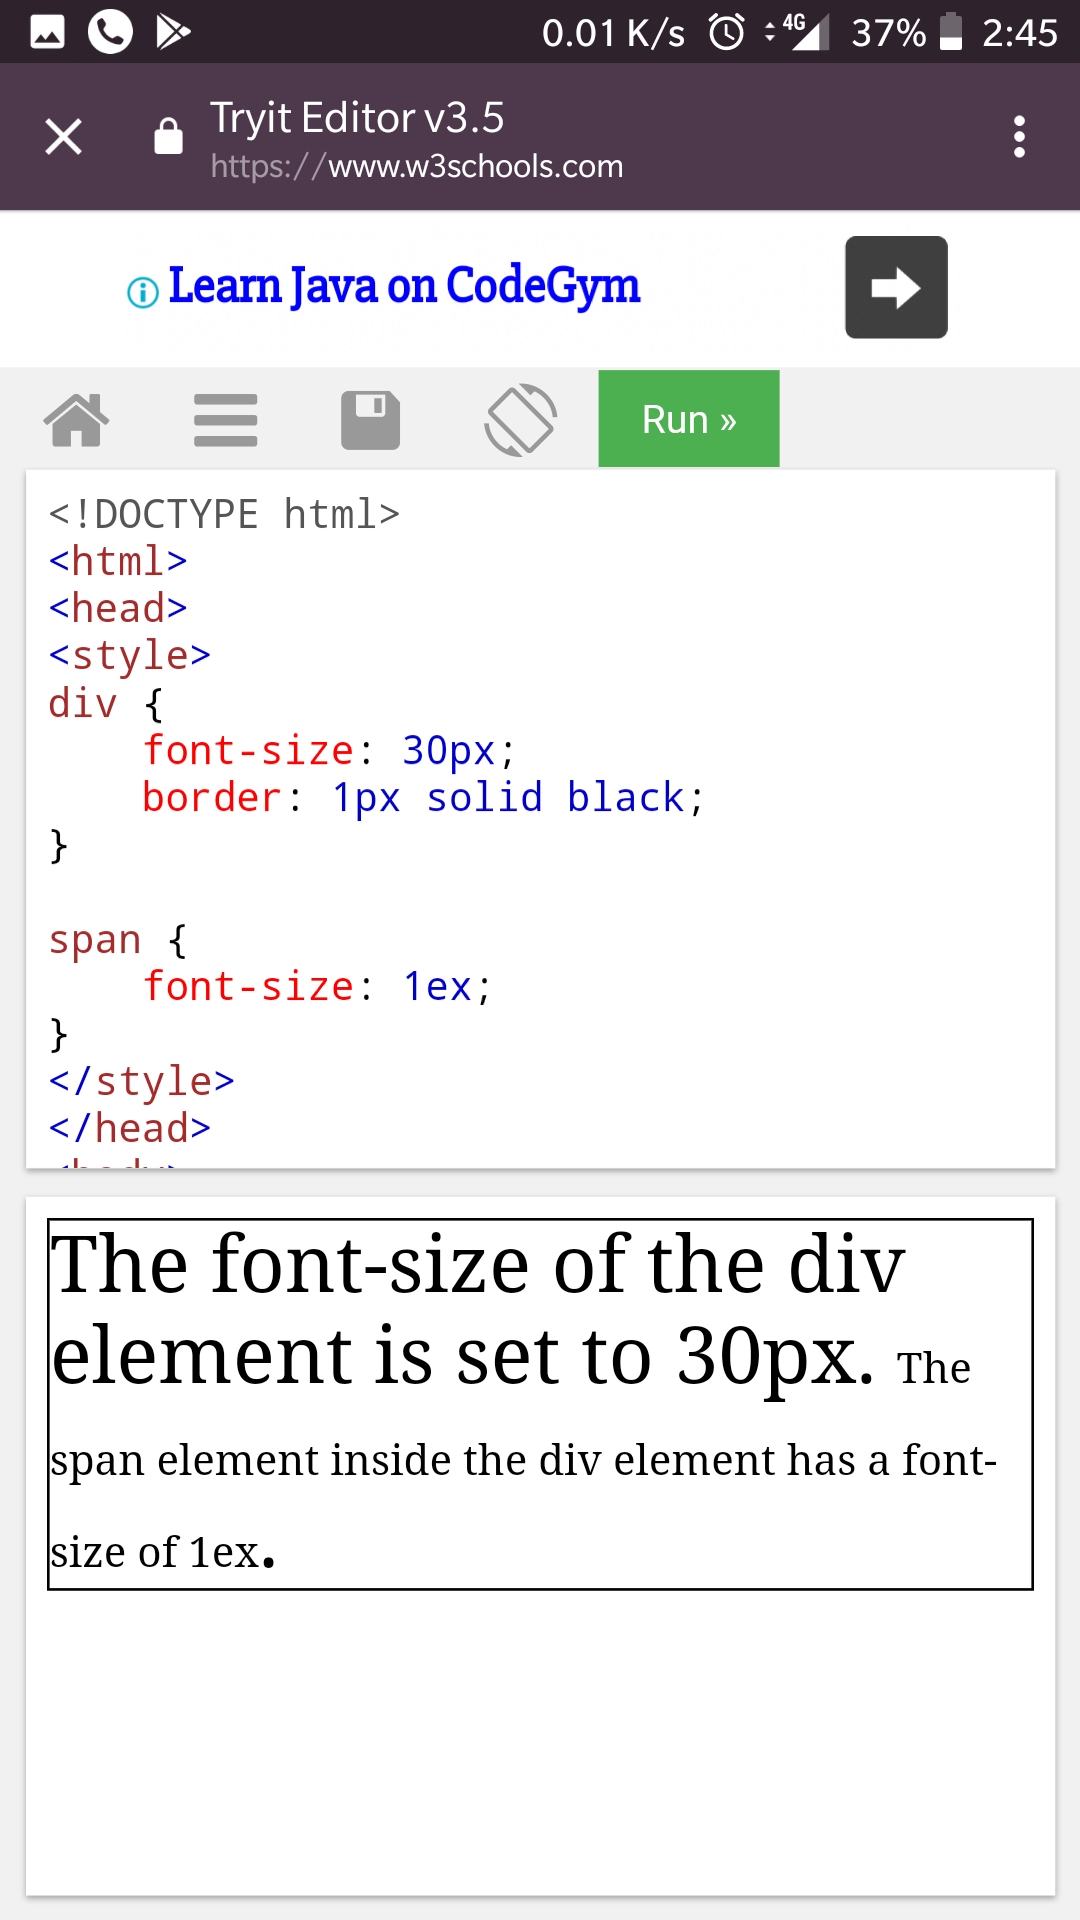 0.01 K/s 4G 37% 2:45
Tryit Editor v3.5
https://www.w3schools.com
Learn Java on CodeGym
Run »
<!DOCTYPE html>
<html>
<head>
<style>
div {
    font-size: 30px;
    border: 1px solid black;
}
span {
    font-size: 1ex;
}
</style>
</head>
<body>
The font-size of the div
element is set to 30px. The
span element inside the div element has a font-
size of 1ex.